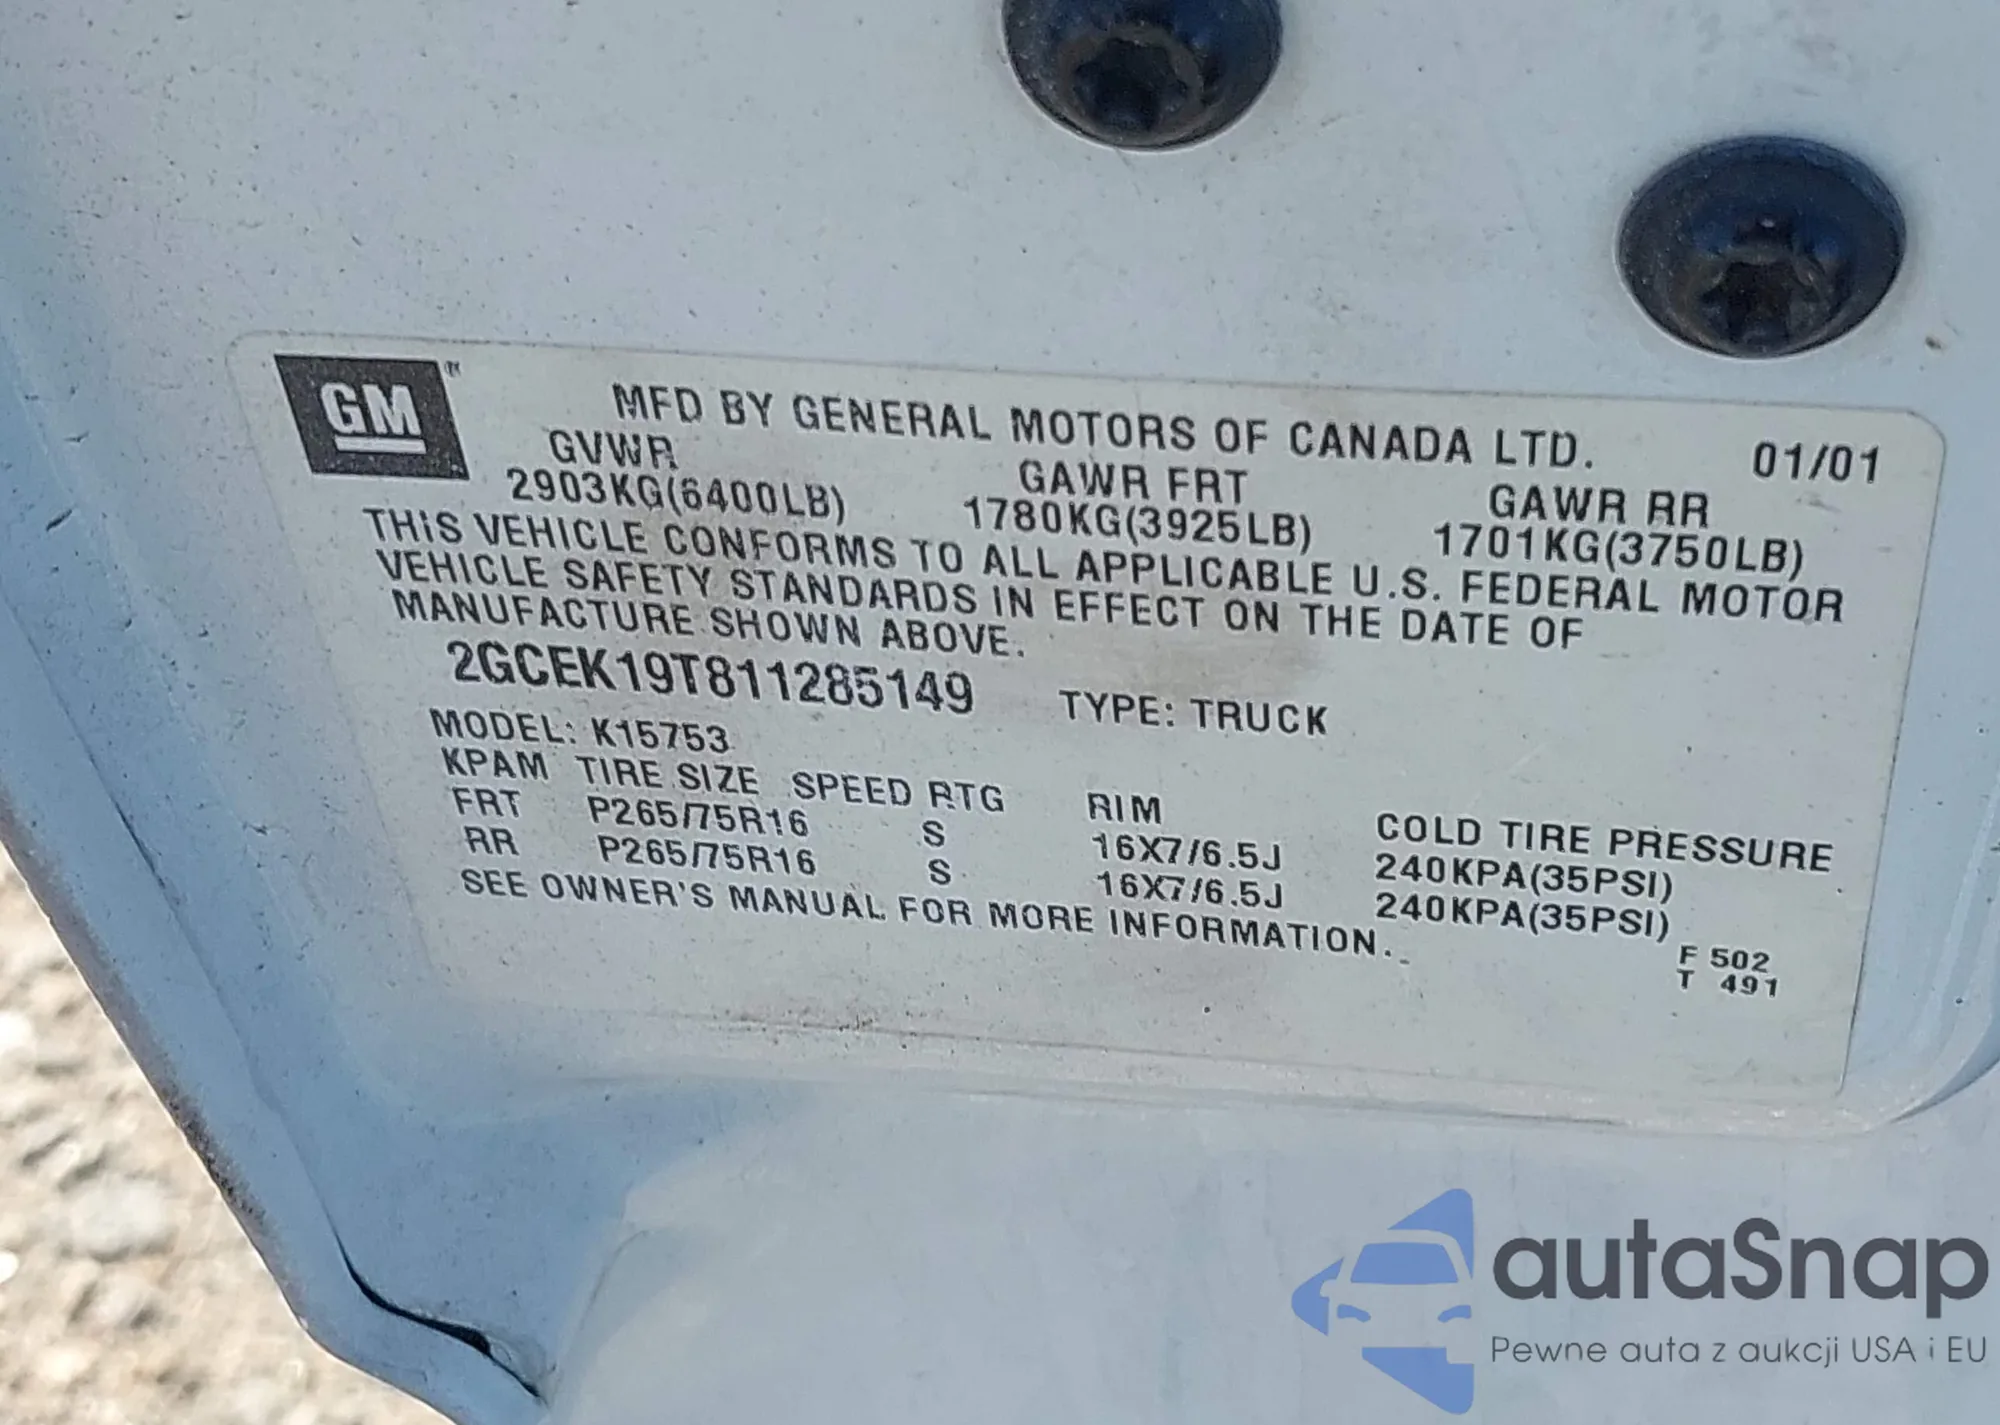 GM™
MFD BY GENERAL MOTORS OF CANADA LTD. 01/01
GVWR GAWR FRT GAWR RR
2903KG(6400LB) 1780KG(3925LB) 1701KG(3750LB)
THIS VEHICLE CONFORMS TO ALL APPLICABLE U.S. FEDERAL MOTOR
VEHICLE SAFETY STANDARDS IN EFFECT ON THE DATE OF
MANUFACTURE SHOWN ABOVE.
2GCEK19T811285149 TYPE: TRUCK
MODEL: K15753
KPAM TIRE SIZE SPEED RTG RIM COLD TIRE PRESSURE
FRT P265/75R16 S 16X7/6.5J 240KPA(35PSI)
RR P265/75R16 S 16X7/6.5J 240KPA(35PSI)
SEE OWNER'S MANUAL FOR MORE INFORMATION.
F 502
T 491
autaSnap
Pewne auta z aukcji USA i EU